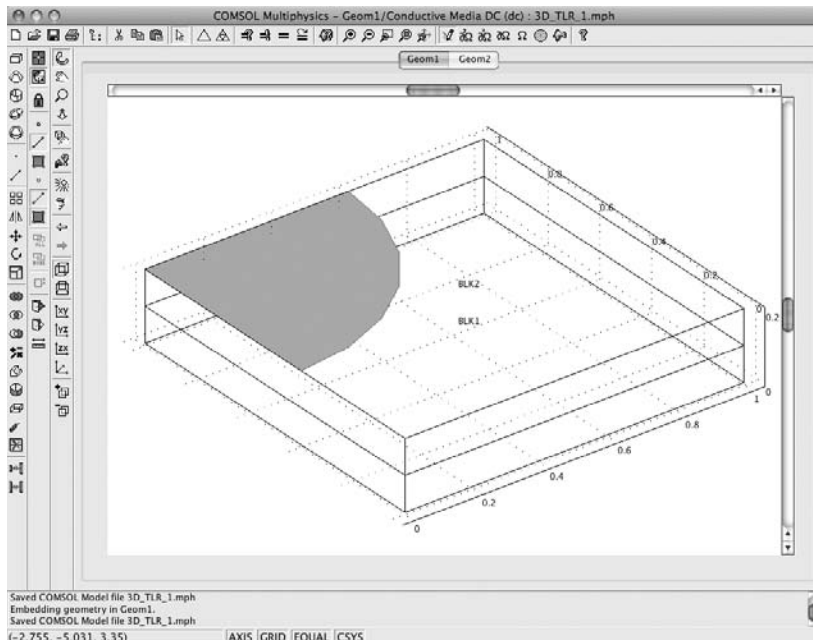 COMSOL Multiphysics - Geom1/Conductive Media DC (dc) : 3D_TLR_1.mph
Geom1 Geom2
1
0.8
0.6
0.4
0.2
BLK2
0
0.2
BLK1
0
1
0.8
0.6
0.4
0.2
0
Saved COMSOL Model file 3D_TLR_1.mph
Embedding geometry in Geom1.
Saved COMSOL Model file 3D_TLR_1.mph
(-2.755, -5.031, 3.35) AXIS GRID EQUAL CSYS